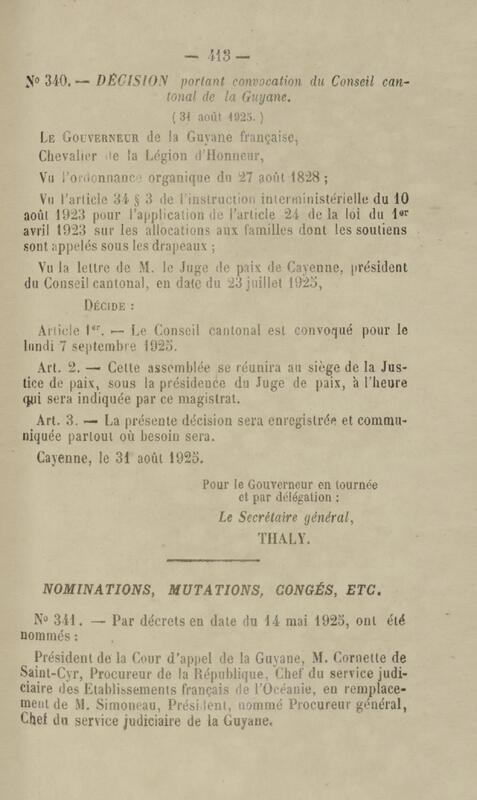 — 413 —
Nº 340. — DÉCISION portant convocation du Conseil can-
tonal de la Guyane.
(31 août 1925.)
LE GOUVERNEUR de la Guyane française,
Chevalier de la Légion d'Honneur,
Vu l'ordonnance organique du 27 août 1828 ;
Vu l'article 34 § 3 de l'instruction interministérielle du 10
août 1923 pour l'application de l'article 24 de la loi du 1er
avril 1923 sur les allocations aux familles dont les soutiens
sont appelés sous les drapeaux ;
Vu la lettre de M. le Juge de paix de Cayenne, président
du Conseil cantonal, en date du 23 juillet 1925,
DÉCIDE :
Article 1er. — Le Conseil cantonal est convoqué pour le
lundi 7 septembre 1925.
Art. 2. — Cette assemblée se réunira au siège de la Jus-
tice de paix, sous la présidence du Juge de paix, à l'heure
qui sera indiquée par ce magistrat.
Art. 3. — La présente décision sera enregistrée et commu-
niquée partout où besoin sera.
Cayenne, le 31 août 1925.
Pour le Gouverneur en tournée
et par délégation :
Le Secrétaire général,
THALY.
NOMINATIONS, MUTATIONS, CONGÉS, ETC.
Nº 341. — Par décrets en date du 14 mai 1925, ont été
nommés :
Président de la Cour d'appel de la Guyane, M. Cornette de
Saint-Cyr, Procureur de la République, Chef du service judi-
ciaire des Etablissements français de l'Océanie, en remplace-
ment de M. Simoneau, Président, nommé Procureur général,
Chef du service judiciaire de la Guyane.